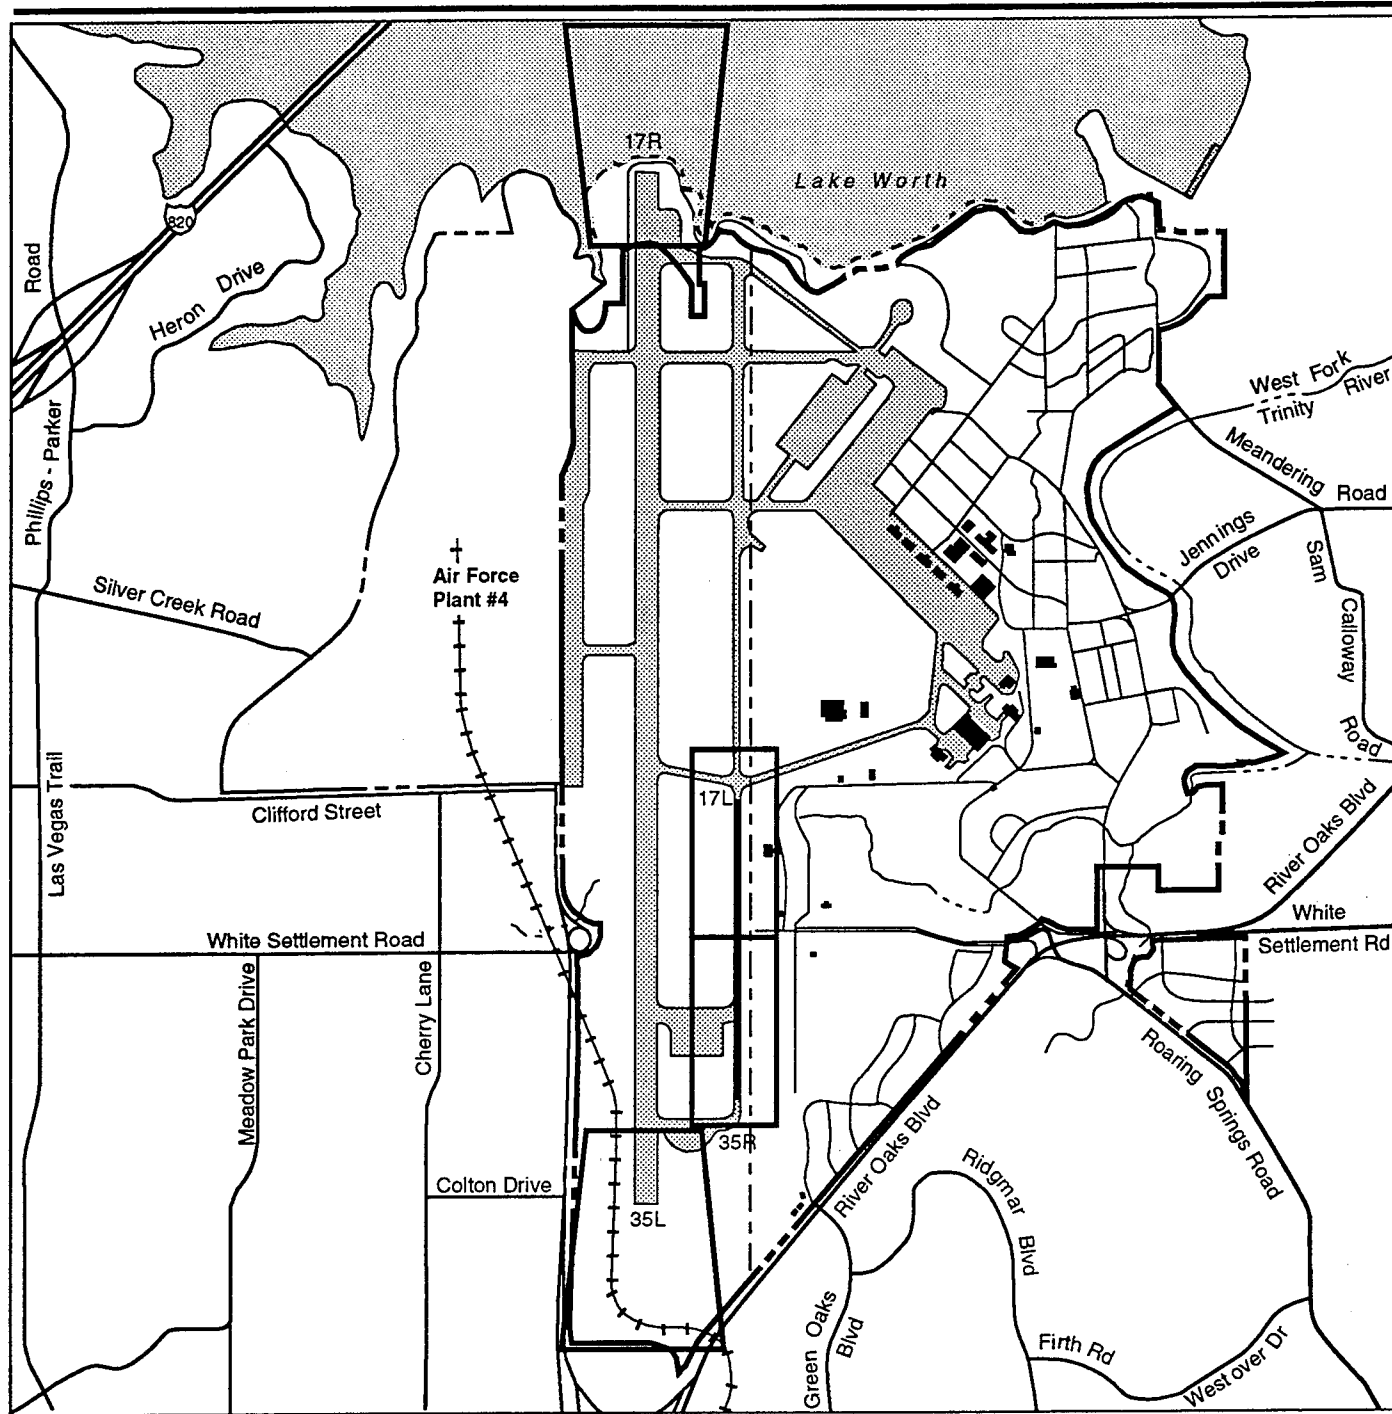 17R
Lake Worth
820
Road
Heron Drive
West Fork
Trinity River
Phillips - Parker
Meandering Road
Jennings
Drive
Air Force
Plant #4
Silver Creek Road
Sam
Calloway
Road
Las Vegas Trail
17L
Clifford Street
River Oaks Blvd
White
Settlement Rd
White Settlement Road
Meadow Park Drive
Cherry Lane
Roaring
Springs Road
35R
River Oaks Blvd
Ridgmar
Blvd
Colton Drive
35L
Green Oaks
Blvd
Firth Rd
Westover Dr